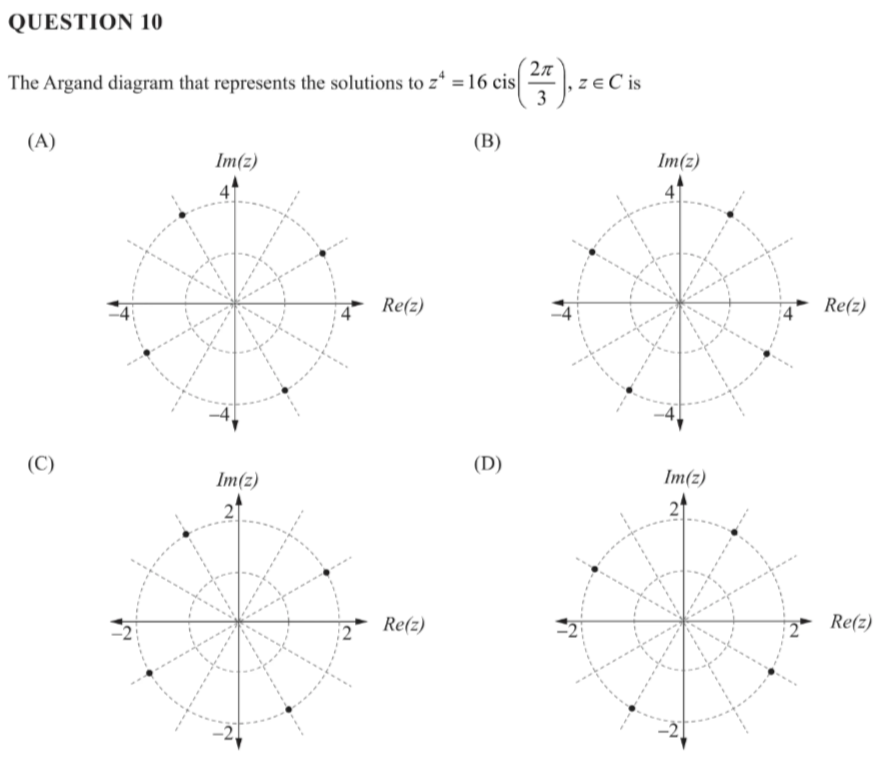 QUESTION 10
The Argand diagram that represents the solutions to z⁴ = 16 cis(2π/3), z ∈ C is
(A)
Im(z)
4
Re(z)
–4
4
–4
(B)
Im(z)
4
Re(z)
–4
4
–4
(C)
Im(z)
2
Re(z)
–2
2
–2
(D)
Im(z)
2
Re(z)
–2
2
–2